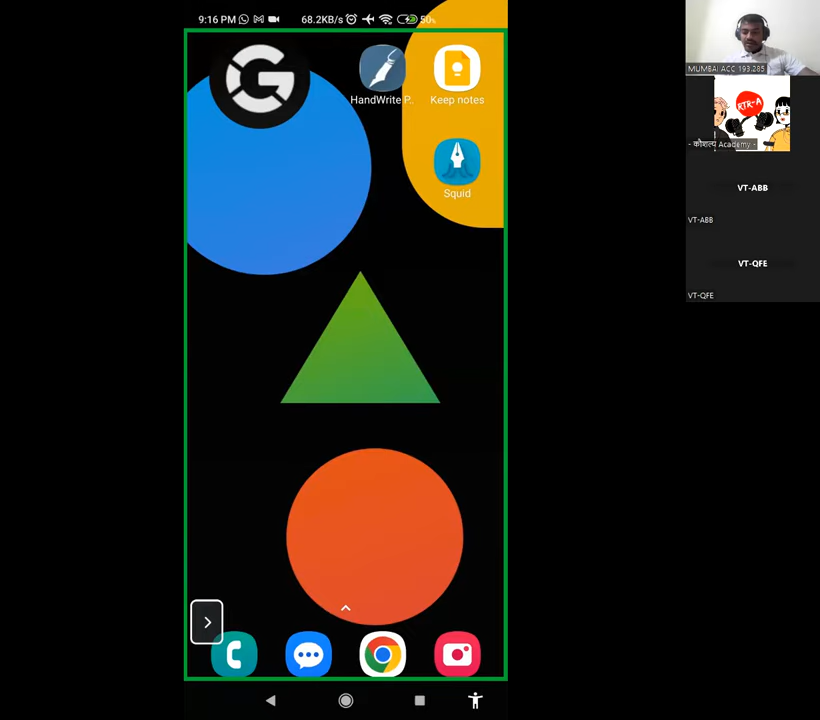 9:16 PM 68.2KB/s 50%
HandWrite P.. Keep notes
Squid
MUMBAI ACC 193.285
RTR-A
- कोशल्य Academy -
VT-ABB
VT-ABB
VT-QFE
VT-QFE